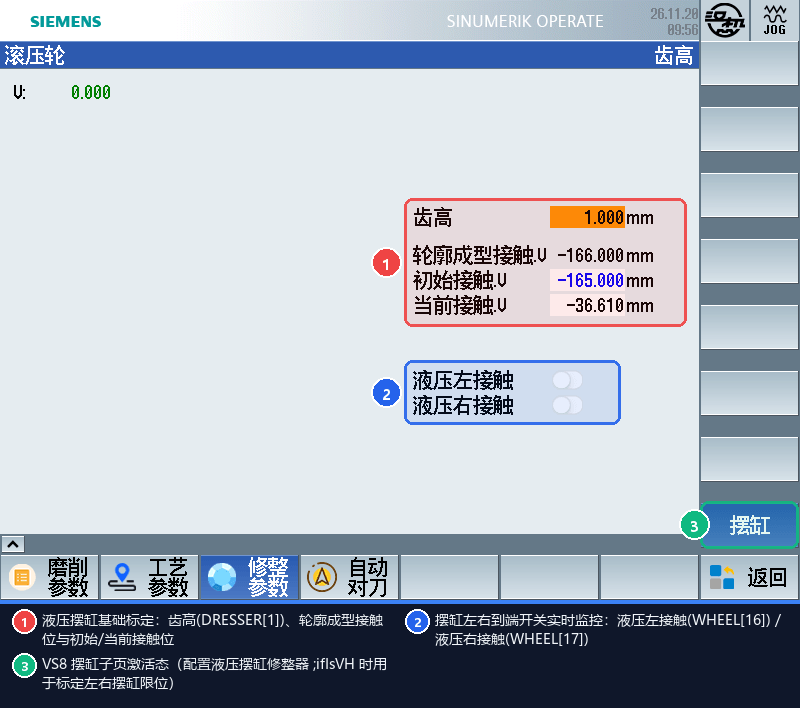 SIEMENS
SINUMERIK OPERATE
26.11.20
09:56
JOG
滚压轮
齿高
V:
0.000
齿高
1.000 mm
1
轮廓成型接触.V
-166.000 mm
初始接触.V
-165.000 mm
当前接触.V
-36.610 mm
2
液压左接触
液压右接触
3
摆缸
磨削
参数
工艺
参数
修整
参数
自动
对刀
返回
1 液压摆缸基础标定：齿高(DRESSER[1])、轮廓成型接触
位与初始/当前接触位
2 摆缸左右到端开关实时监控：液压左接触(WHEEL[16]) /
液压右接触(WHEEL[17])
3 VS8 摆缸子页激活态（配置液压摆缸修整器 ;ifIsVH 时用
于标定左右摆缸限位）